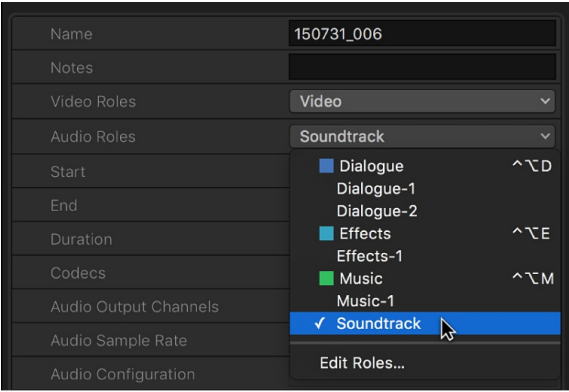 Name 150731_006
Notes
Video Roles Video
Audio Roles Soundtrack
Start
End
Duration
Codecs
Audio Output Channels
Audio Sample Rate
Audio Configuration
Dialogue ^⌥D
Dialogue-1
Dialogue-2
Effects ^⌥E
Effects-1
Music ^⌥M
Music-1
✓ Soundtrack
Edit Roles...